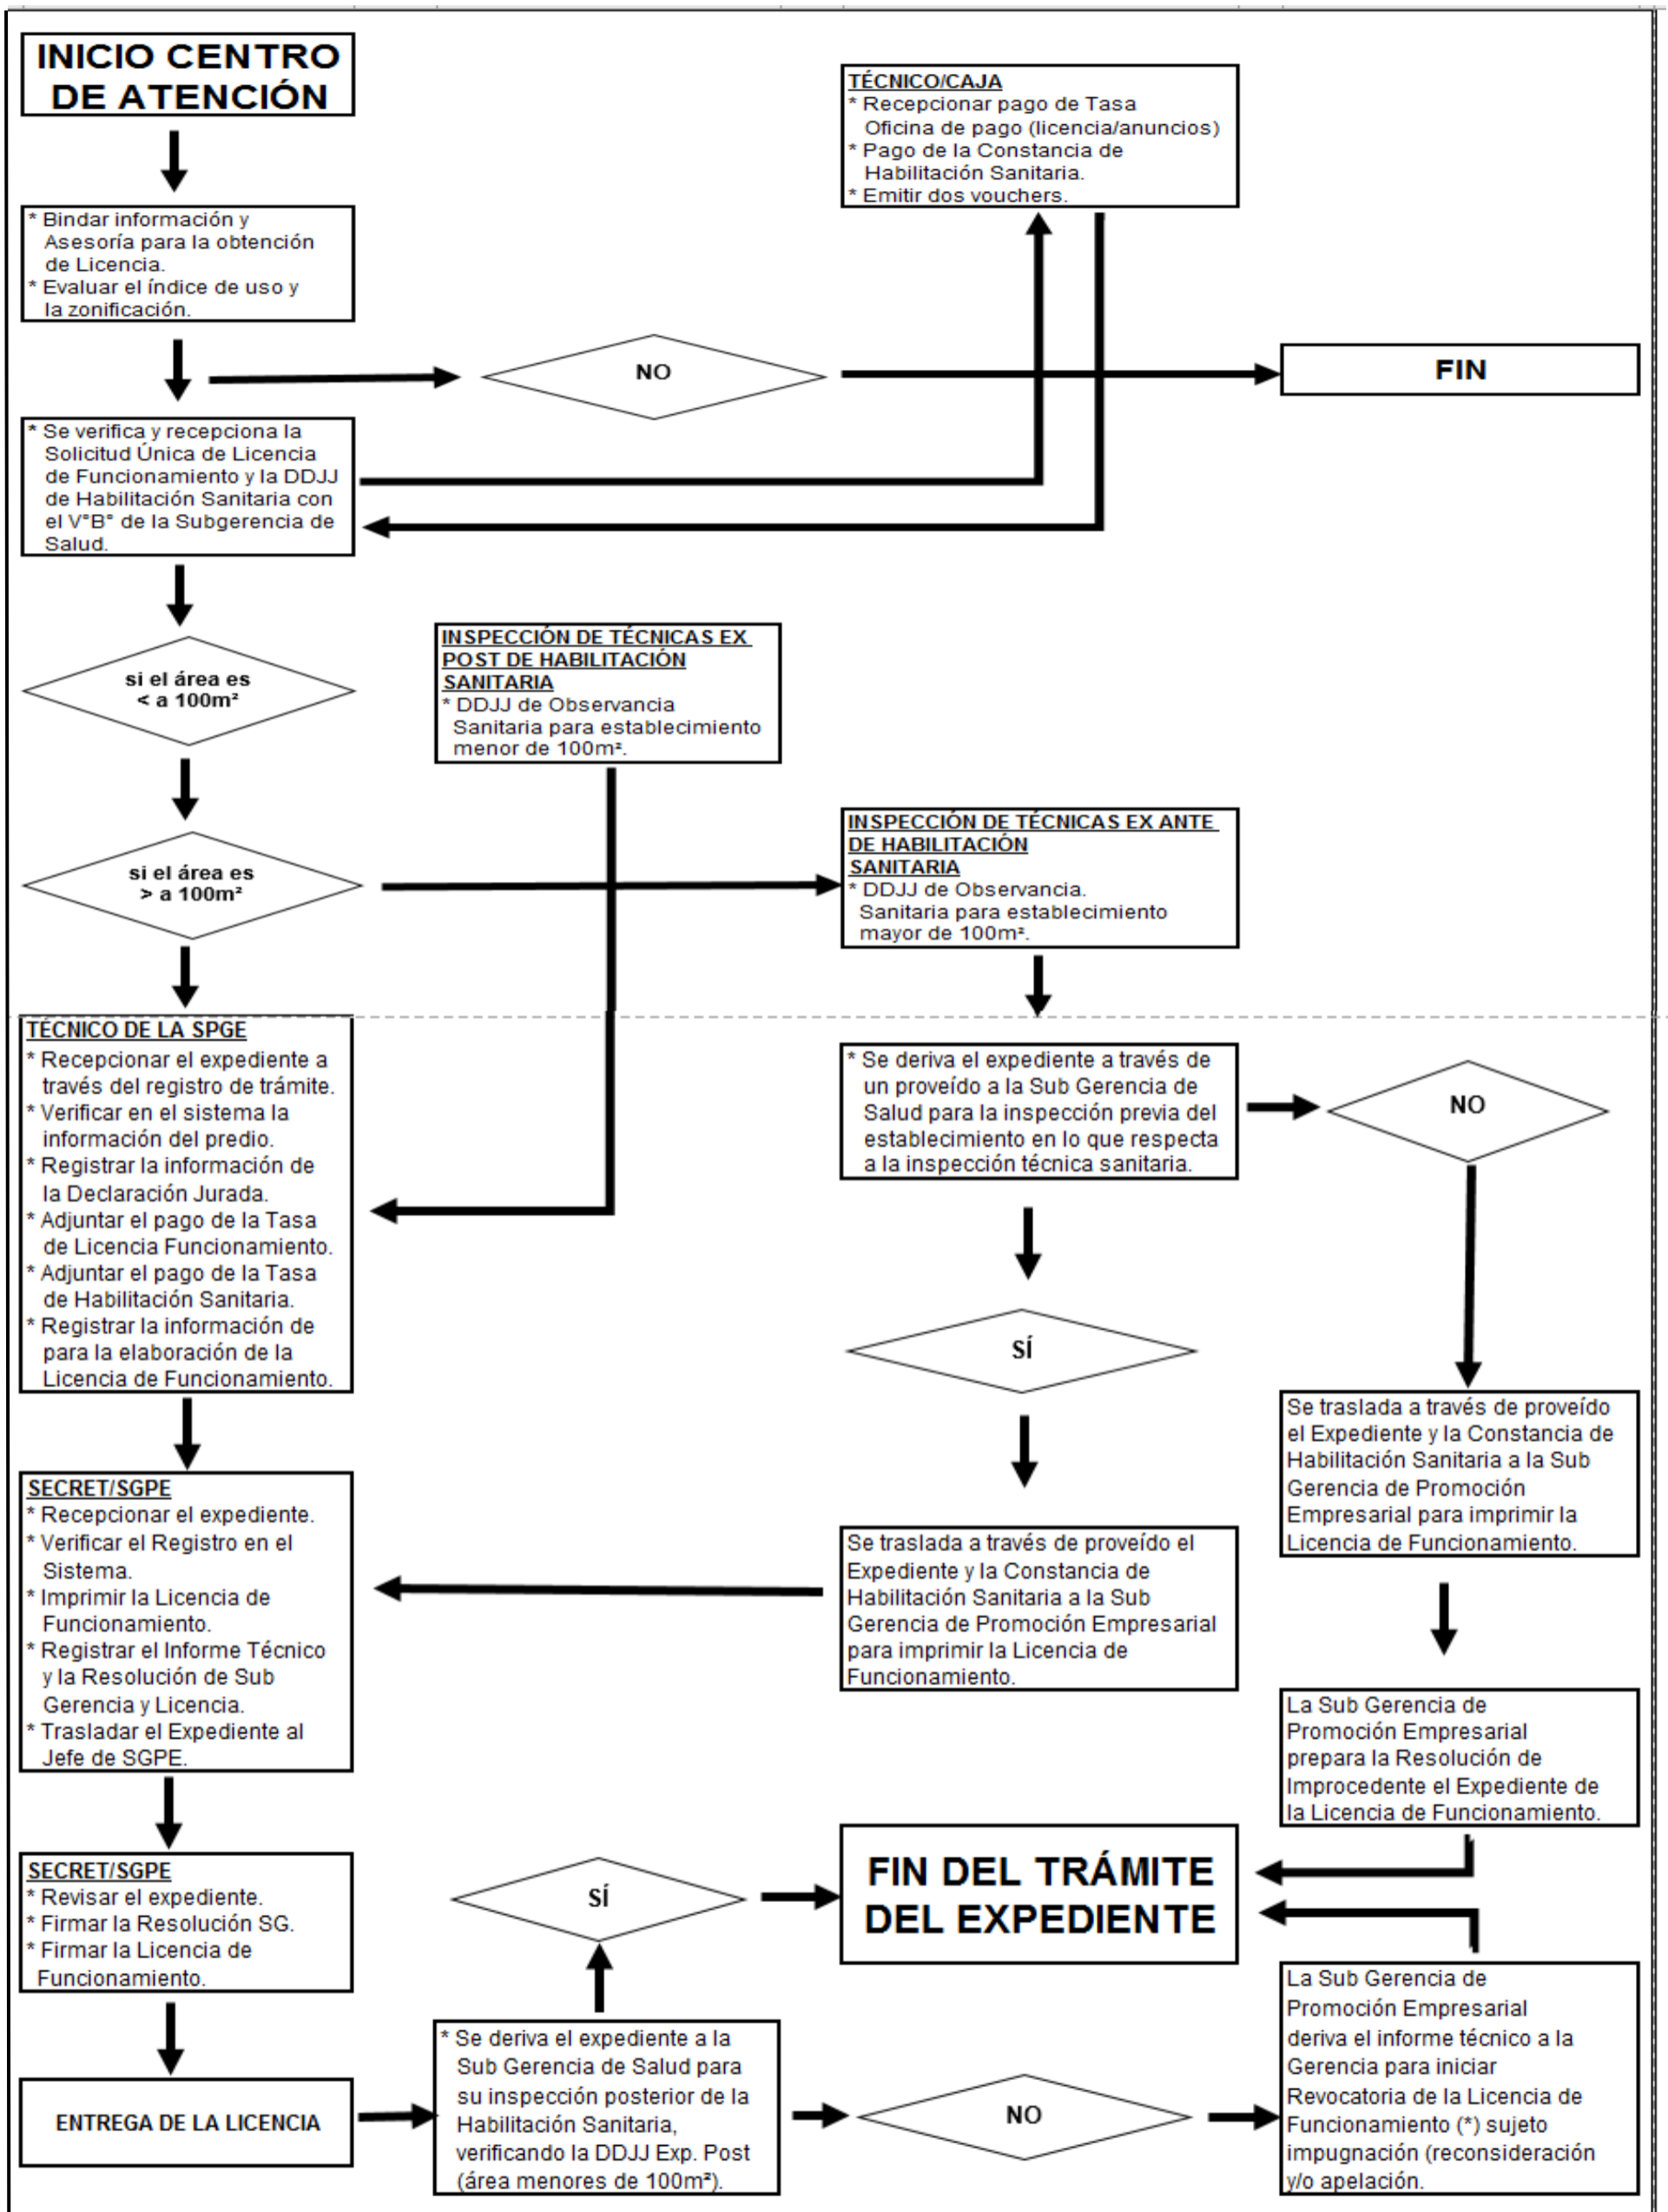 INICIO CENTRO
DE ATENCIÓN
TÉCNICO/CAJA
* Recepcionar pago de Tasa
Oficina de pago (licencia/anuncios)
* Pago de la Constancia de
Habilitación Sanitaria.
* Emitir dos vouchers.
* Bindar información y
Asesoría para la obtención
de Licencia.
* Evaluar el índice de uso y
la zonificación.
NO
FIN
* Se verifica y recepciona la
Solicitud Única de Licencia
de Funcionamiento y la DDJJ
de Habilitación Sanitaria con
el V°B° de la Subgerencia de
Salud.
si el área es
< a 100m²
INSPECCIÓN DE TÉCNICAS EX
POST DE HABILITACIÓN
SANITARIA
* DDJJ de Observancia
Sanitaria para establecimiento
menor de 100m².
si el área es
> a 100m²
INSPECCIÓN DE TÉCNICAS EX ANTE
DE HABILITACIÓN
SANITARIA
* DDJJ de Observancia.
Sanitaria para establecimiento
mayor de 100m².
TÉCNICO DE LA SPGE
* Recepcionar el expediente a
través del registro de trámite.
* Verificar en el sistema la
información del predio.
* Registrar la información de
la Declaración Jurada.
* Adjuntar el pago de la Tasa
de Licencia Funcionamiento.
* Adjuntar el pago de la Tasa
de Habilitación Sanitaria.
* Registrar la información de
para la elaboración de la
Licencia de Funcionamiento.
* Se deriva el expediente a través de
un proveído a la Sub Gerencia de
Salud para la inspección previa del
establecimiento en lo que respecta
a la inspección técnica sanitaria.
NO
SÍ
Se traslada a través de proveído
el Expediente y la Constancia de
Habilitación Sanitaria a la Sub
Gerencia de Promoción
Empresarial para imprimir la
Licencia de Funcionamiento.
SECRET/SGPE
* Recepcionar el expediente.
* Verificar el Registro en el
Sistema.
* Imprimir la Licencia de
Funcionamiento.
* Registrar el Informe Técnico
y la Resolución de Sub
Gerencia y Licencia.
* Trasladar el Expediente al
Jefe de SGPE.
Se traslada a través de proveído el
Expediente y la Constancia de
Habilitación Sanitaria a la Sub
Gerencia de Promoción Empresarial
para imprimir la Licencia de
Funcionamiento.
La Sub Gerencia de
Promoción Empresarial
prepara la Resolución de
Improcedente el Expediente de
la Licencia de Funcionamiento.
SECRET/SGPE
* Revisar el expediente.
* Firmar la Resolución SG.
* Firmar la Licencia de
Funcionamiento.
SÍ
FIN DEL TRÁMITE
DEL EXPEDIENTE
ENTREGA DE LA LICENCIA
* Se deriva el expediente a la
Sub Gerencia de Salud para
su inspección posterior de la
Habilitación Sanitaria,
verificando la DDJJ Exp. Post
(área menores de 100m²).
NO
La Sub Gerencia de
Promoción Empresarial
deriva el informe técnico a la
Gerencia para iniciar
Revocatoria de la Licencia de
Funcionamiento (*) sujeto
impugnación (reconsideración
y/o apelación.